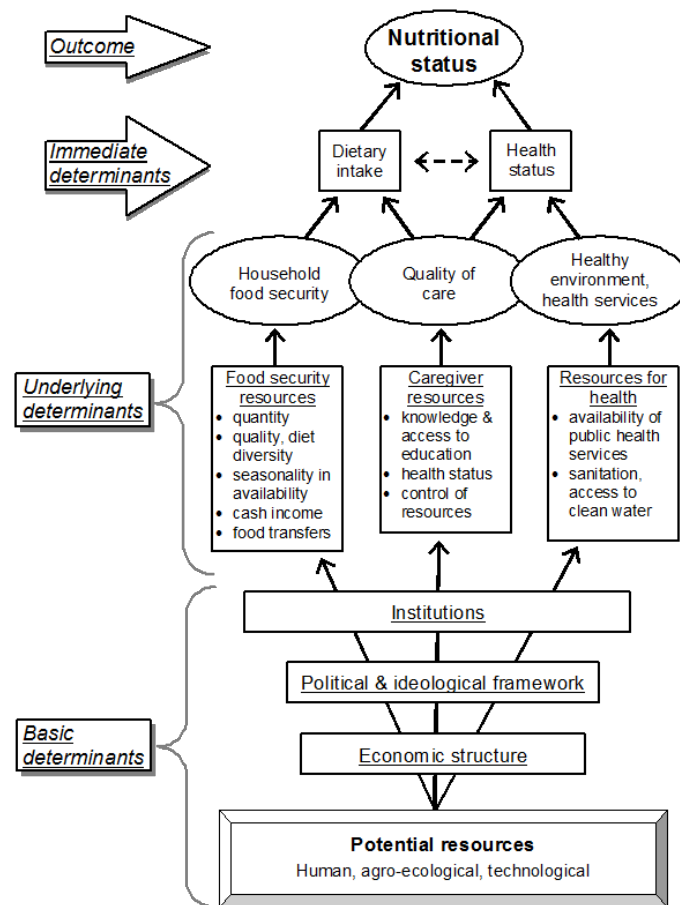 Outcome
Nutritional
status
Immediate
determinants
Dietary
intake
Health
status
Household
food security
Quality of
care
Healthy
environment,
health services
Underlying
determinants
Food security
resources
• quantity
• quality, diet
diversity
• seasonality in
availability
• cash income
• food transfers
Caregiver
resources
• knowledge &
access to
education
• health status
• control of
resources
Resources for
health
• availability of
public health
services
• sanitation,
access to
clean water
Basic
determinants
Institutions
Political & ideological framework
Economic structure
Potential resources
Human, agro-ecological, technological